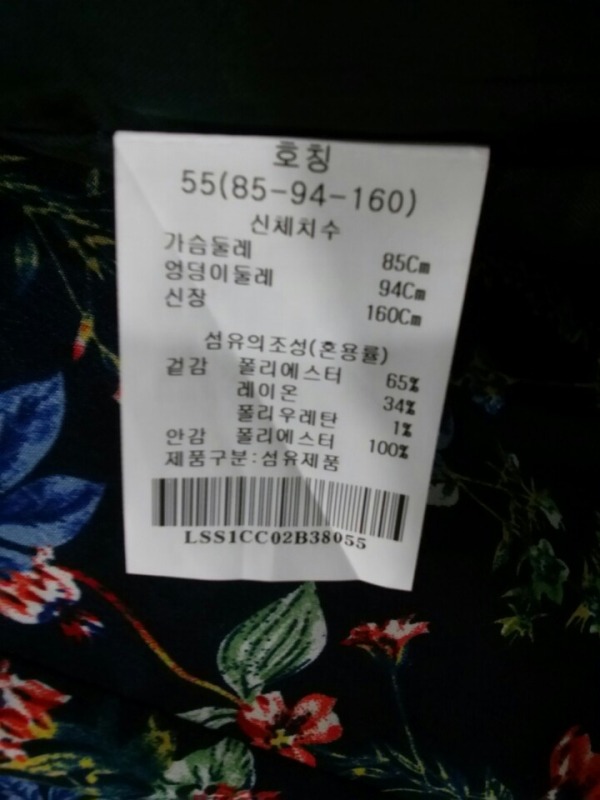 호칭
55(85-94-160)
신체치수
가슴둘레 85Cm
엉덩이둘레 94Cm
신장 160Cm
섬유의조성(혼용률)
겉감 폴리에스터 65%
레이온 34%
폴리우레탄 1%
안감 폴리에스터 100%
제품구분:섬유제품
LSS1CC02B38055